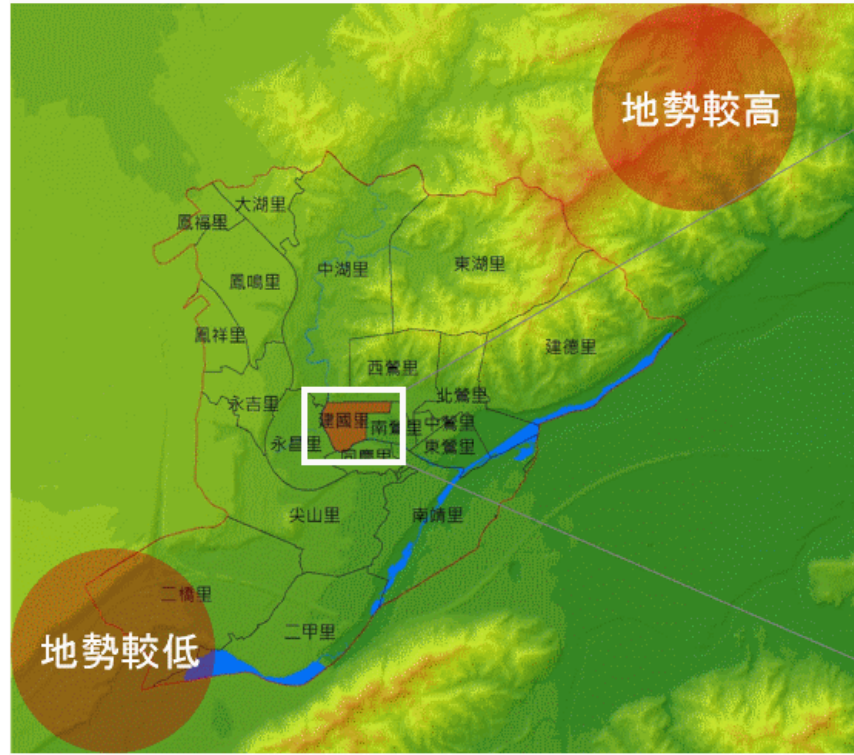 地勢較高
大湖里
鳳福里
中湖里
東湖里
鳳鳴里
鳳祥里
建德里
西鶯里
北鶯里
永吉里
建國里
南鶯里
中鶯里
永昌里
東鶯里
同慶里
尖山里
南靖里
二橋里
二甲里
地勢較低